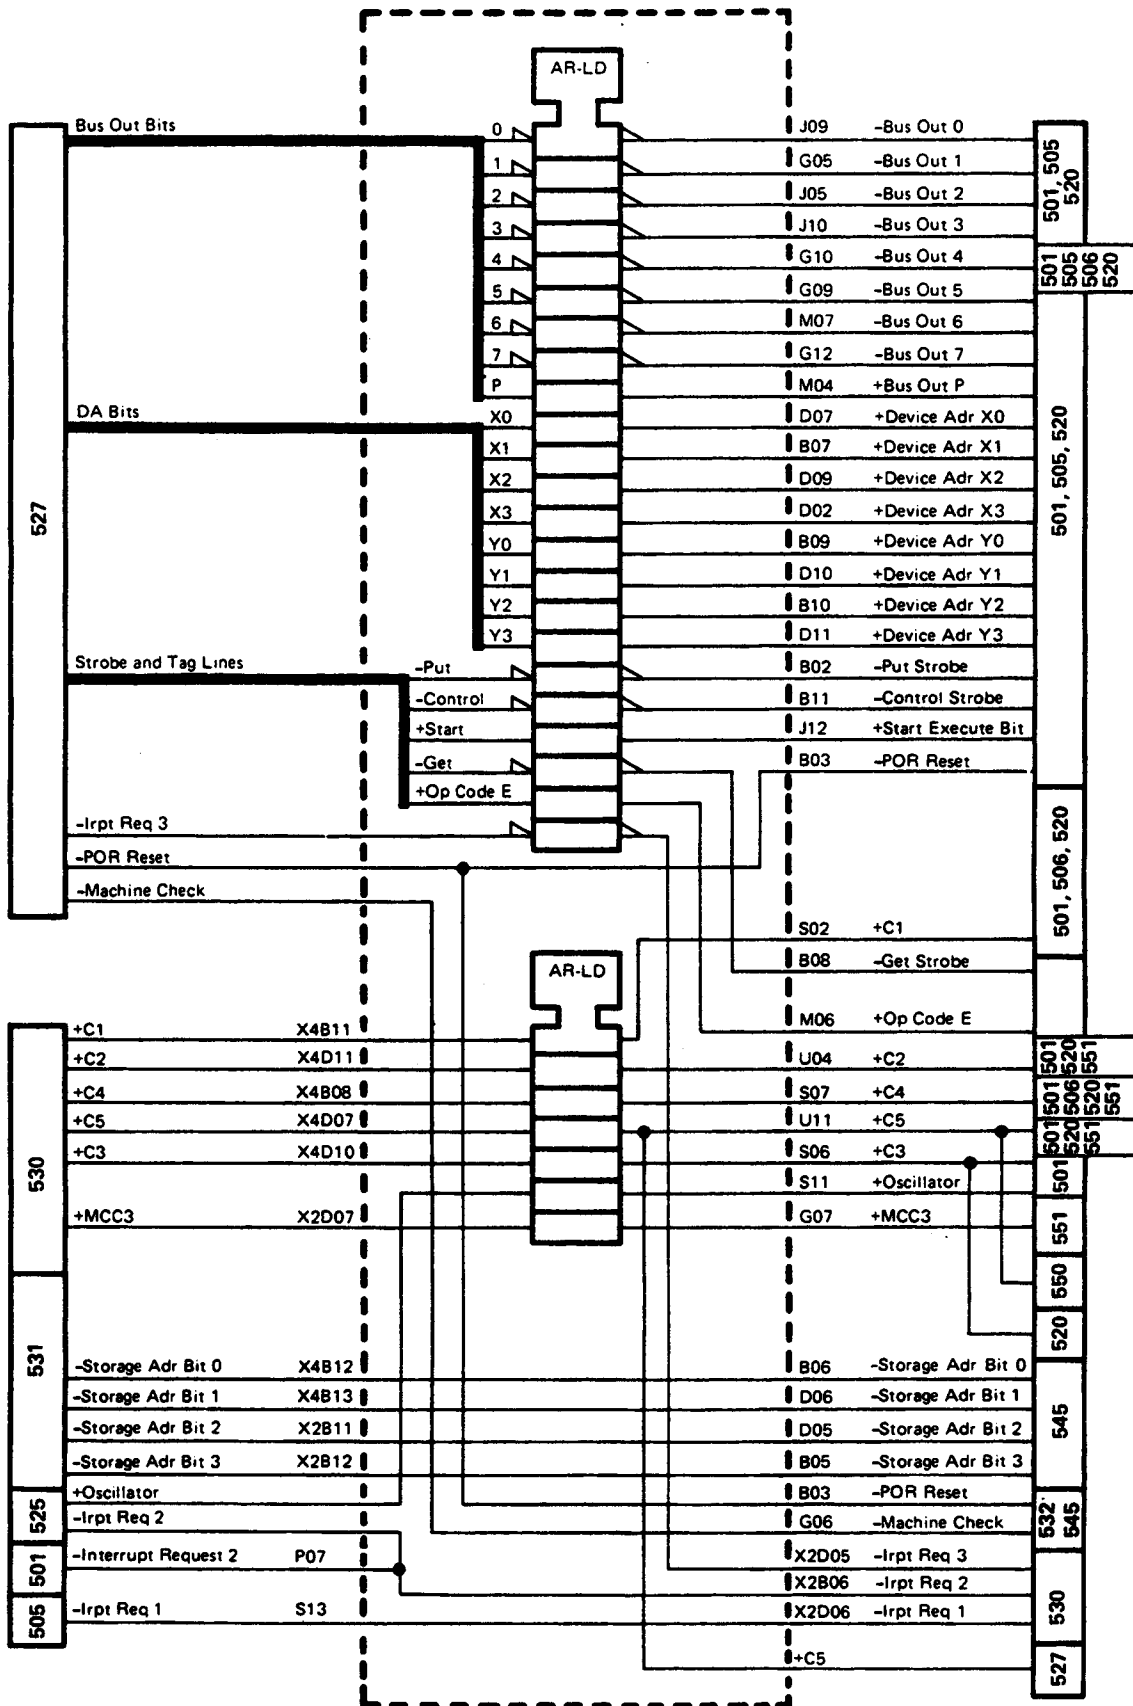 AR-LD
Bus Out Bits
0 J09 -Bus Out 0
1 G05 -Bus Out 1
2 J05 -Bus Out 2
3 J10 -Bus Out 3
4 G10 -Bus Out 4
5 G09 -Bus Out 5
6 M07 -Bus Out 6
7 G12 -Bus Out 7
P M04 +Bus Out P
DA Bits
X0 D07 +Device Adr X0
X1 B07 +Device Adr X1
X2 D09 +Device Adr X2
X3 D02 +Device Adr X3
Y0 B09 +Device Adr Y0
Y1 D10 +Device Adr Y1
Y2 B10 +Device Adr Y2
Y3 D11 +Device Adr Y3
Strobe and Tag Lines
-Put B02 -Put Strobe
-Control B11 -Control Strobe
+Start J12 +Start Execute Bit
-Get B03 -POR Reset
+Op Code E
-Irpt Req 3
-POR Reset
-Machine Check
527
501, 505
520
501
505
506
520
501, 505, 520
501, 506, 520
S02 +C1
B08 -Get Strobe
AR-LD
M06 +Op Code E
+C1 X4B11
+C2 X4D11 U04 +C2
+C4 X4B08 S07 +C4
+C5 X4D07 U11 +C5
+C3 X4D10 S06 +C3
S11 +Oscillator
+MCC3 X2D07 G07 +MCC3
530
501
520
551
501
506
520
551
501
520
551
501
551
550
520
531
-Storage Adr Bit 0 X4B12 B06 -Storage Adr Bit 0
-Storage Adr Bit 1 X4B13 D06 -Storage Adr Bit 1
-Storage Adr Bit 2 X2B11 D05 -Storage Adr Bit 2
-Storage Adr Bit 3 X2B12 B05 -Storage Adr Bit 3
545
+Oscillator B03 -POR Reset
-Irpt Req 2 G06 -Machine Check
525
532
545
-Interrupt Request 2 P07 X2D05 -Irpt Req 3
501
X2B06 -Irpt Req 2
-Irpt Req 1 S13 X2D06 -Irpt Req 1
505
530
+C5
527